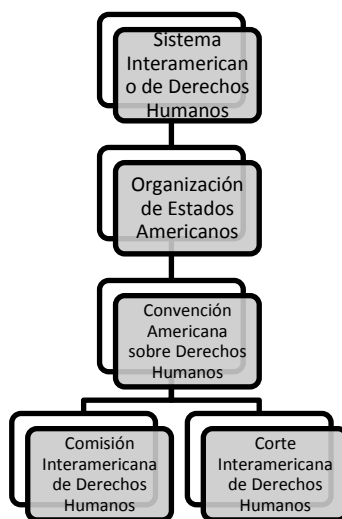 Sistema
Interamerican
o de Derechos
Humanos
Organización
de Estados
Americanos
Convención
Americana
sobre Derechos
Humanos
Comisión
Interamericana
de Derechos
Humanos
Corte
Interamericana
de Derechos
Humanos